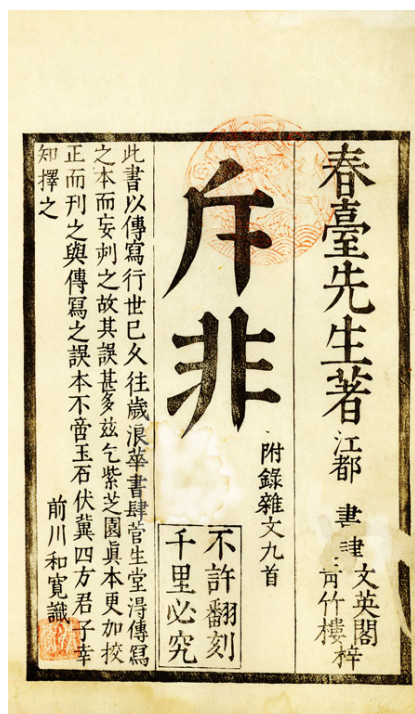 春臺先生著
江都
書肆
文英閣
青竹樓
梓
斥非
附錄雜文九首
不許翻刻
千里必究
此書以傳寫行世已久往歲浪華書肆菅生堂得傳寫
之本而妄刿之故其誤甚多茲乞紫芝園眞本更加挍
正而刊之與傳寫之誤本不啻玉石伏冀四方君子幸
知擇之
前川和寬識